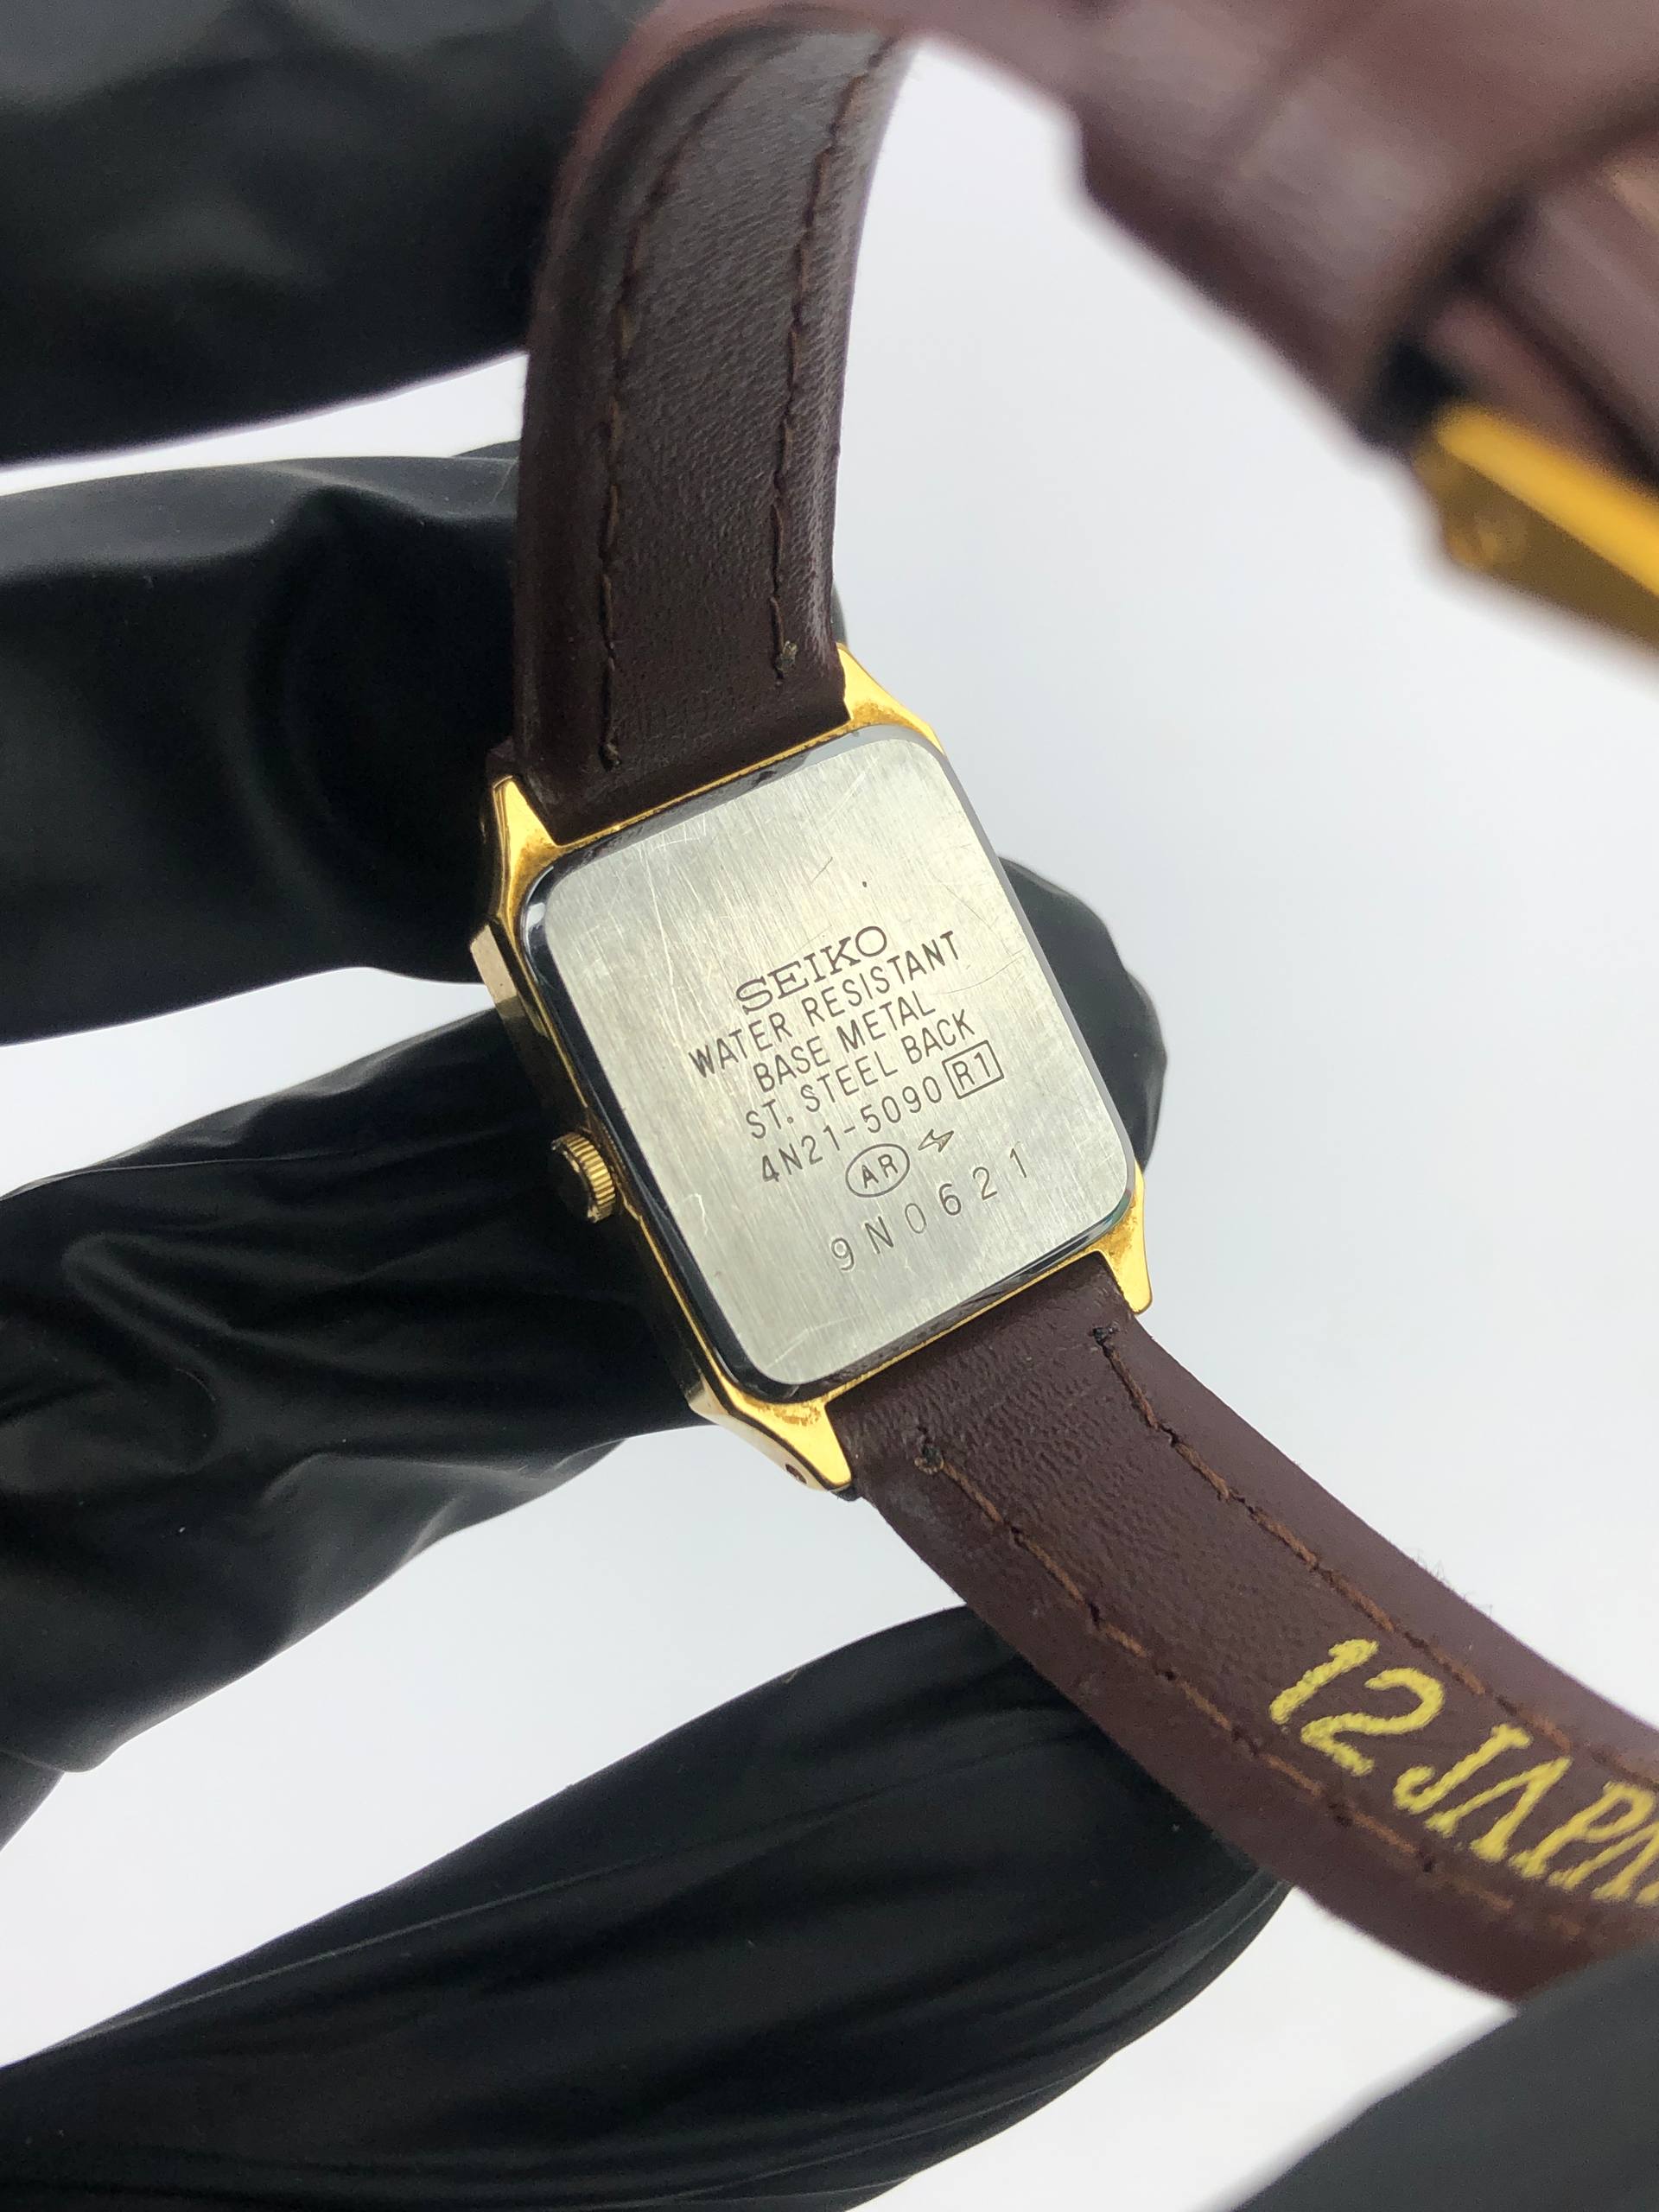 SEIKO
WATER RESISTANT
BASE METAL
ST. STEEL BACK
4N21-5090 R1
AR
9N0621
12 JAPAN